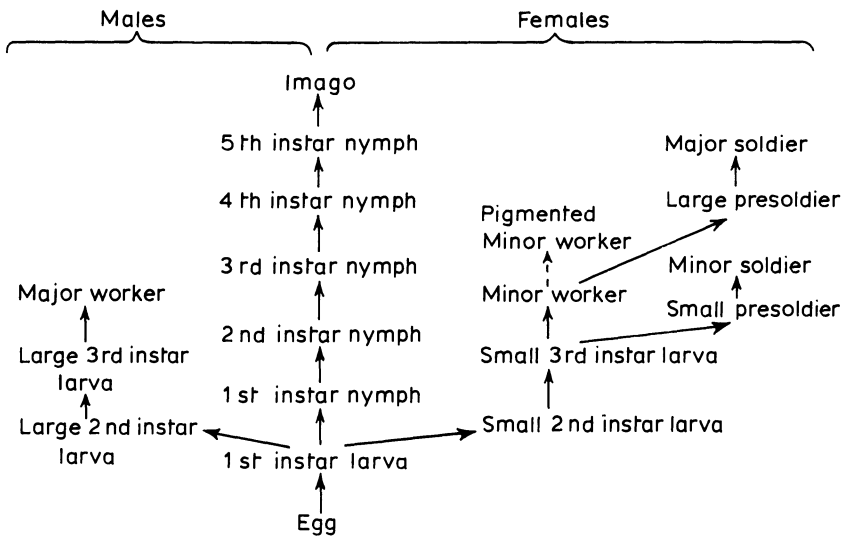 Males
Females
Imago
5th instar nymph
4th instar nymph
3rd instar nymph
2nd instar nymph
1st instar nymph
1st instar larva
Egg
Major worker
Large 3rd instar
larva
Large 2nd instar
larva
Pigmented
Minor worker
Minor worker
Small 3rd instar larva
Small 2nd instar larva
Major soldier
Large presoldier
Minor soldier
Small presoldier